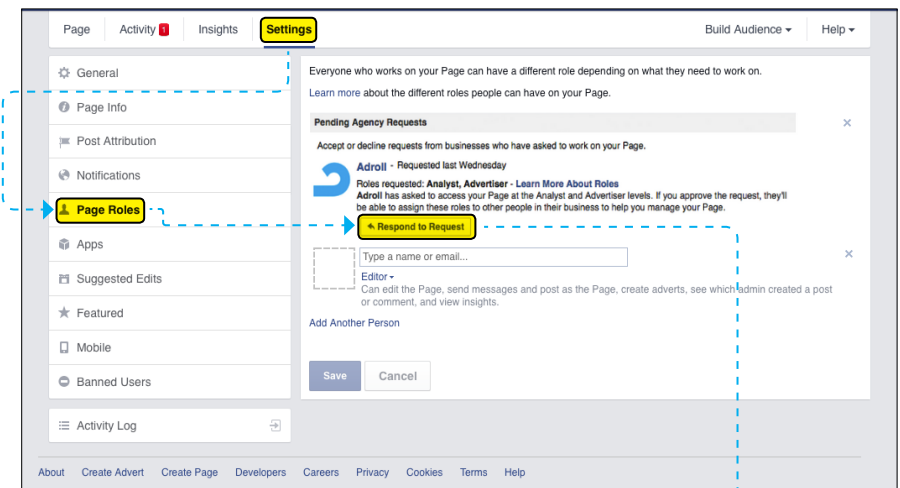 Page Activity 1 Insights Settings Build Audience Help
General
Page Info
Post Attribution
Notifications
Page Roles
Apps
Suggested Edits
Featured
Mobile
Banned Users
Activity Log
Everyone who works on your Page can have a different role depending on what they need to work on.
Learn more about the different roles people can have on your Page.
Pending Agency Requests
Accept or decline requests from businesses who have asked to work on your Page.
Adroll · Requested last Wednesday
Roles requested: Analyst, Advertiser - Learn More About Roles
Adroll has asked to access your Page at the Analyst and Advertiser levels. If you approve the request, they'll
be able to assign these roles to other people in their business to help you manage your Page.
Respond to Request
Type a name or email...
Editor
Can edit the Page, send messages and post as the Page, create adverts, see which admin created a post
or comment, and view insights.
Add Another Person
Save Cancel
About Create Advert Create Page Developers Careers Privacy Cookies Terms Help